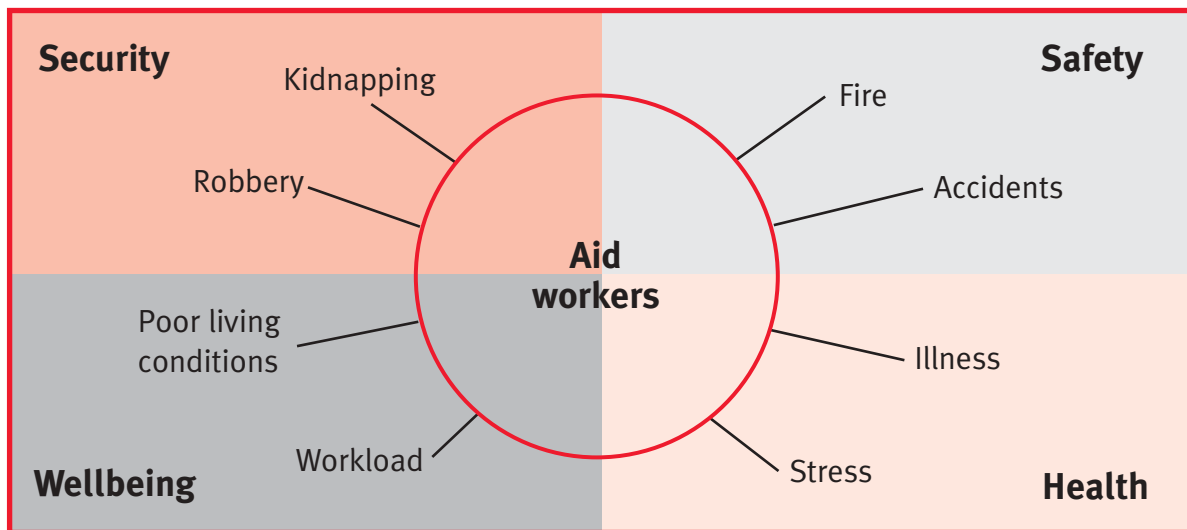 Security
Kidnapping
Robbery
Safety
Fire
Accidents
Aid
workers
Poor living
conditions
Workload
Wellbeing
Illness
Stress
Health